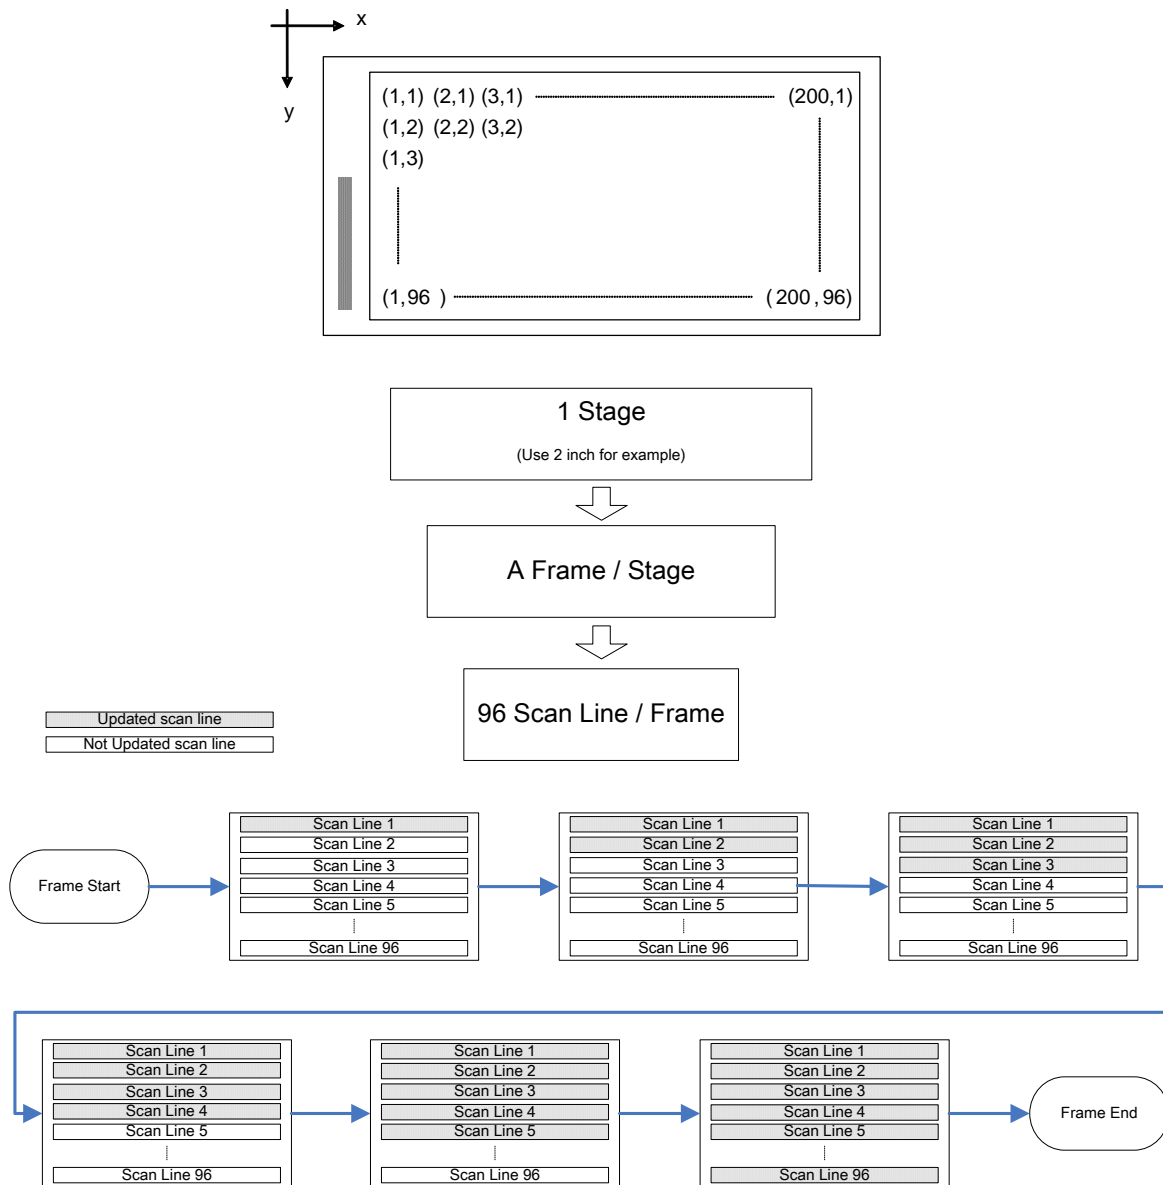 x
y
(1,1) (2,1) (3,1) (200,1)
(1,2) (2,2) (3,2)
(1,3)
(1,96 ) (200,96)
1 Stage
(Use 2 inch for example)
A Frame / Stage
96 Scan Line / Frame
Updated scan line
Not Updated scan line
Frame Start
Scan Line 1
Scan Line 2
Scan Line 3
Scan Line 4
Scan Line 5
Scan Line 96
Scan Line 1
Scan Line 2
Scan Line 3
Scan Line 4
Scan Line 5
Scan Line 96
Scan Line 1
Scan Line 2
Scan Line 3
Scan Line 4
Scan Line 5
Scan Line 96
Scan Line 1
Scan Line 2
Scan Line 3
Scan Line 4
Scan Line 5
Scan Line 96
Scan Line 1
Scan Line 2
Scan Line 3
Scan Line 4
Scan Line 5
Scan Line 96
Scan Line 1
Scan Line 2
Scan Line 3
Scan Line 4
Scan Line 5
Scan Line 96
Frame End